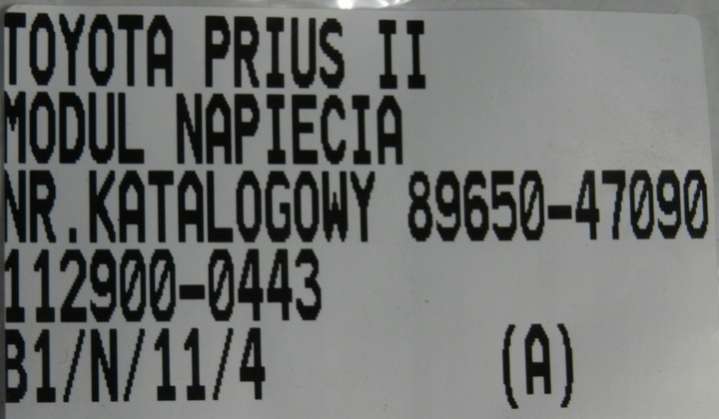 TOYOTA PRIUS II
MODUL NAPIECIA
NR.KATALOGOWY 89650-47090
112900-0443
B1/N/11/4 (A)